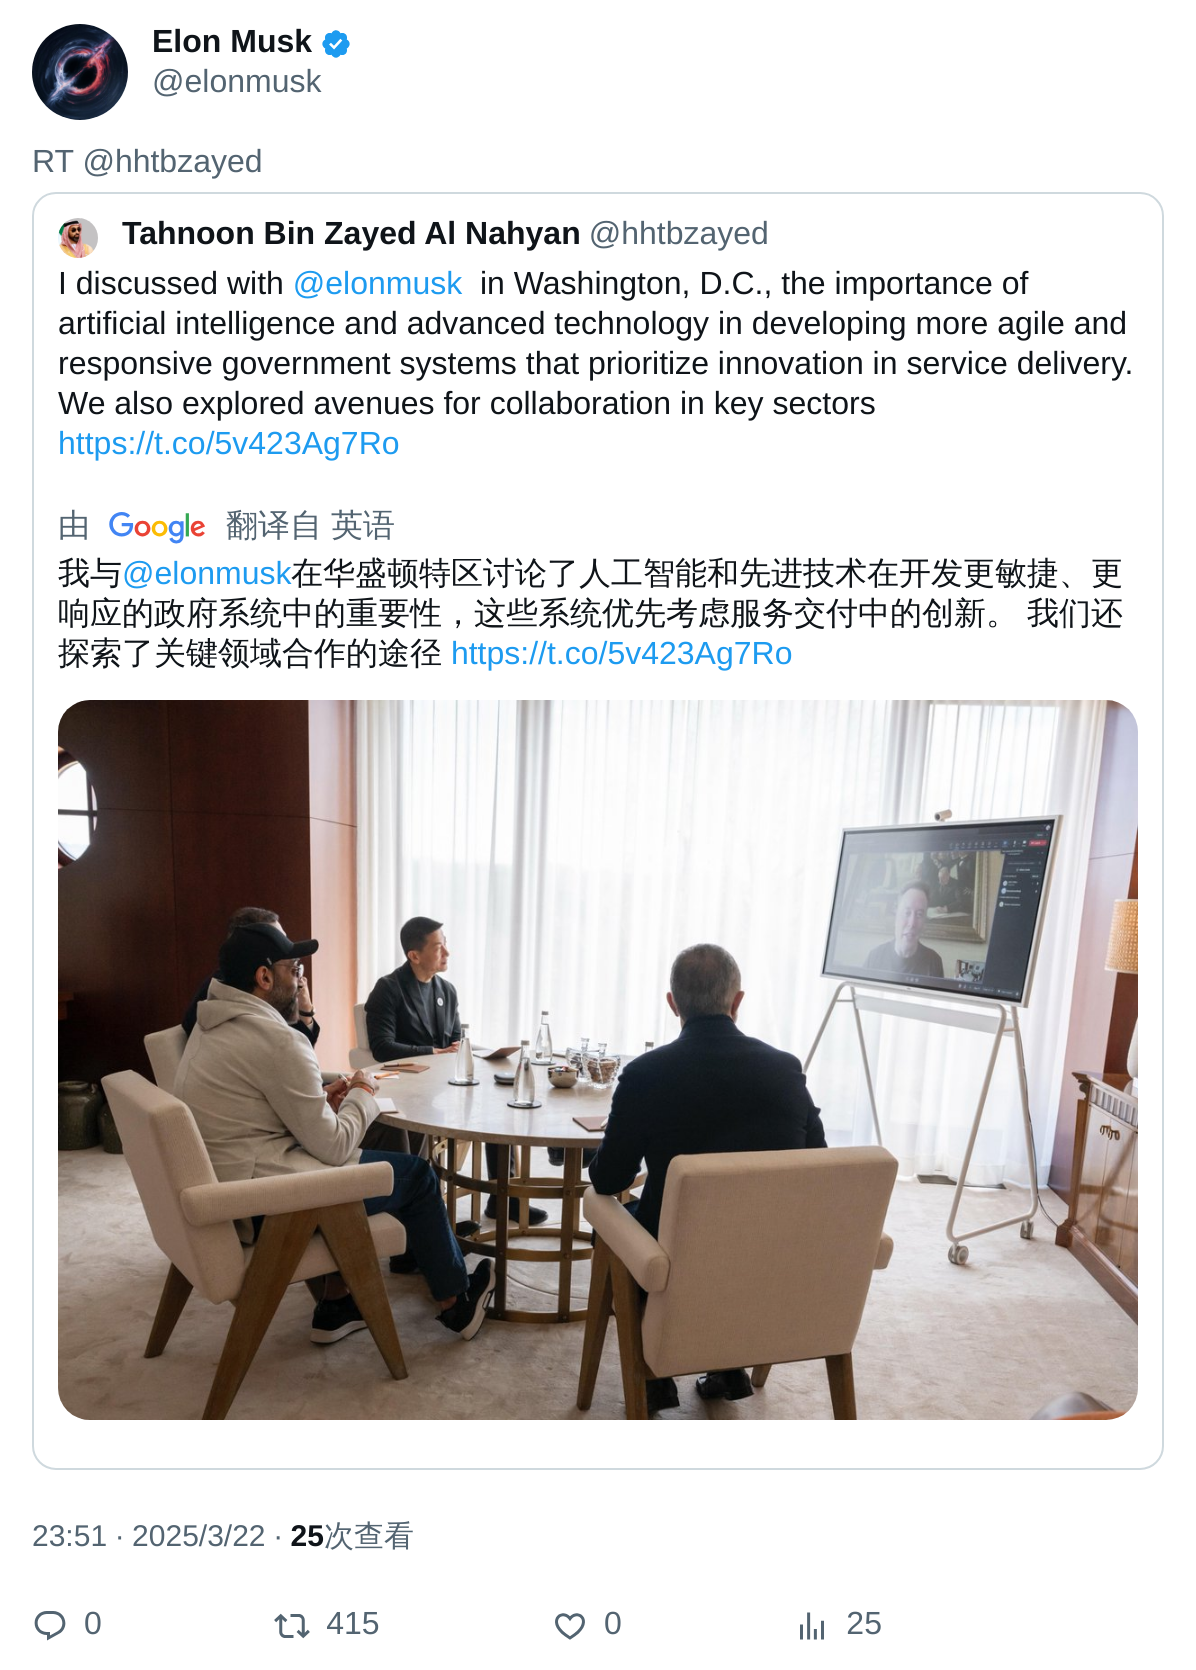 Elon Musk
@elonmusk
RT @hhtbzayed
Tahnoon Bin Zayed Al Nahyan @hhtbzayed
I discussed with @elonmusk in Washington, D.C., the importance of
artificial intelligence and advanced technology in developing more agile and
responsive government systems that prioritize innovation in service delivery.
We also explored avenues for collaboration in key sectors
https://t.co/5v423Ag7Ro
由 Google 翻译自 英语
我与@elonmusk在华盛顿特区讨论了人工智能和先进技术在开发更敏捷、更
响应的政府系统中的重要性，这些系统优先考虑服务交付中的创新。 我们还
探索了关键领域合作的途径 https://t.co/5v423Ag7Ro
23:51 · 2025/3/22 · 25次查看
0 415 0 25